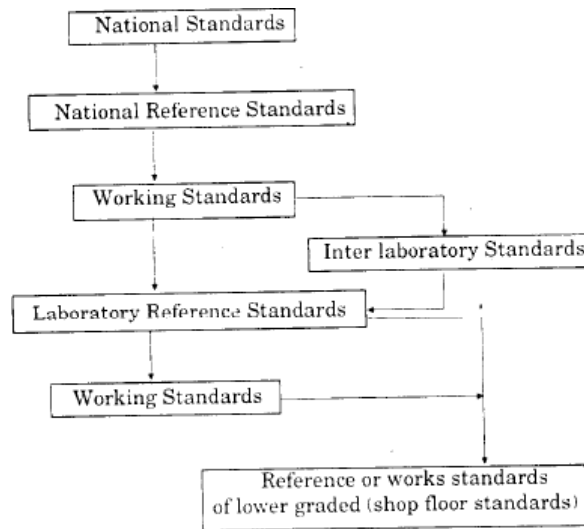 National Standards
National Reference Standards
Working Standards
Inter laboratory Standards
Laboratory Reference Standards
Working Standards
Reference or works standards
of lower graded (shop floor standards)